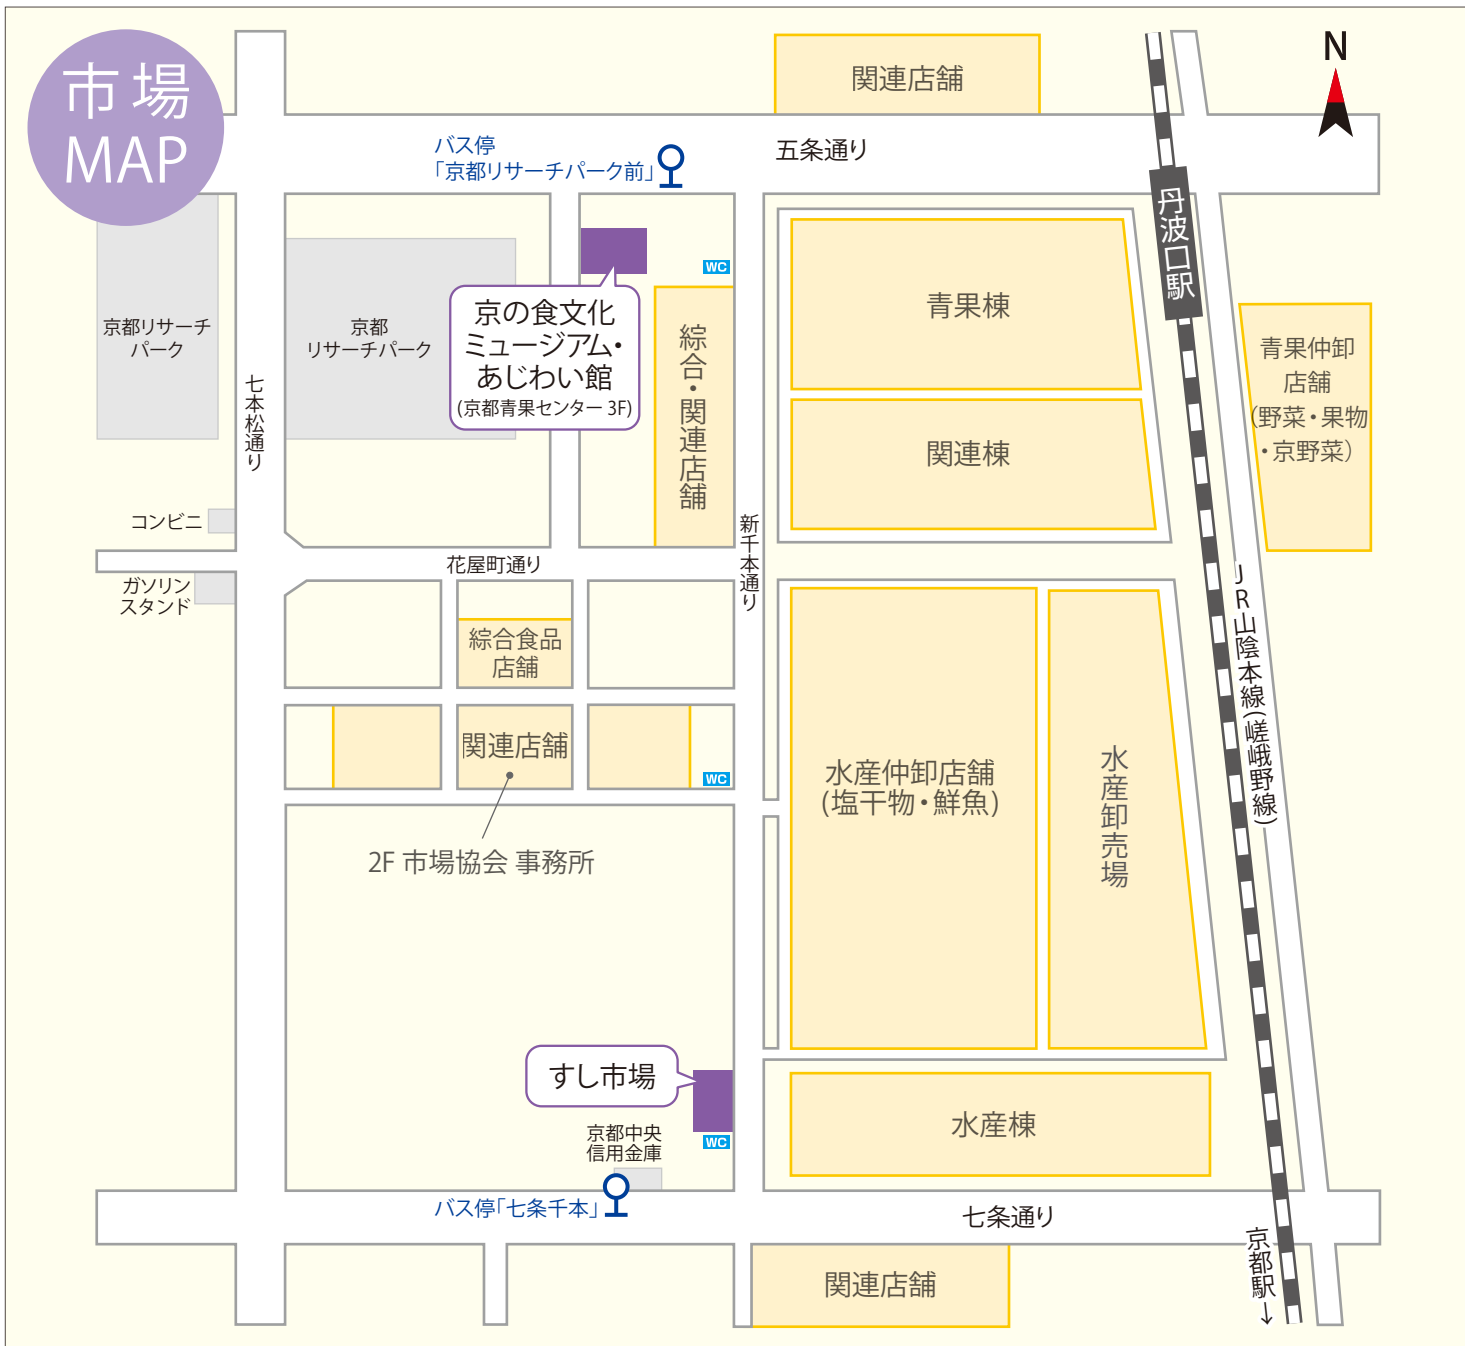 市場
MAP
N
関連店舗
バス停
「京都リサーチパーク前」
五条通り
丹波口駅
WC
京都リサーチ
パーク
京都
リサーチパーク
京の食文化
ミュージアム・
あじわい館
(京都青果センター 3F)
綜合・関連店舗
青果棟
関連棟
青果仲卸
店舗
(野菜・果物
・京野菜)
七本松通り
コンビニ
ガソリン
スタンド
花屋町通り
新千本通り
JR山陰本線(嵯峨野線)
綜合食品
店舗
関連店舗
WC
2F 市場協会 事務所
水産仲卸店舗
(塩干物・鮮魚)
水産卸売場
すし市場
WC
京都中央
信用金庫
水産棟
バス停「七条千本」
七条通り
関連店舗
京都駅→